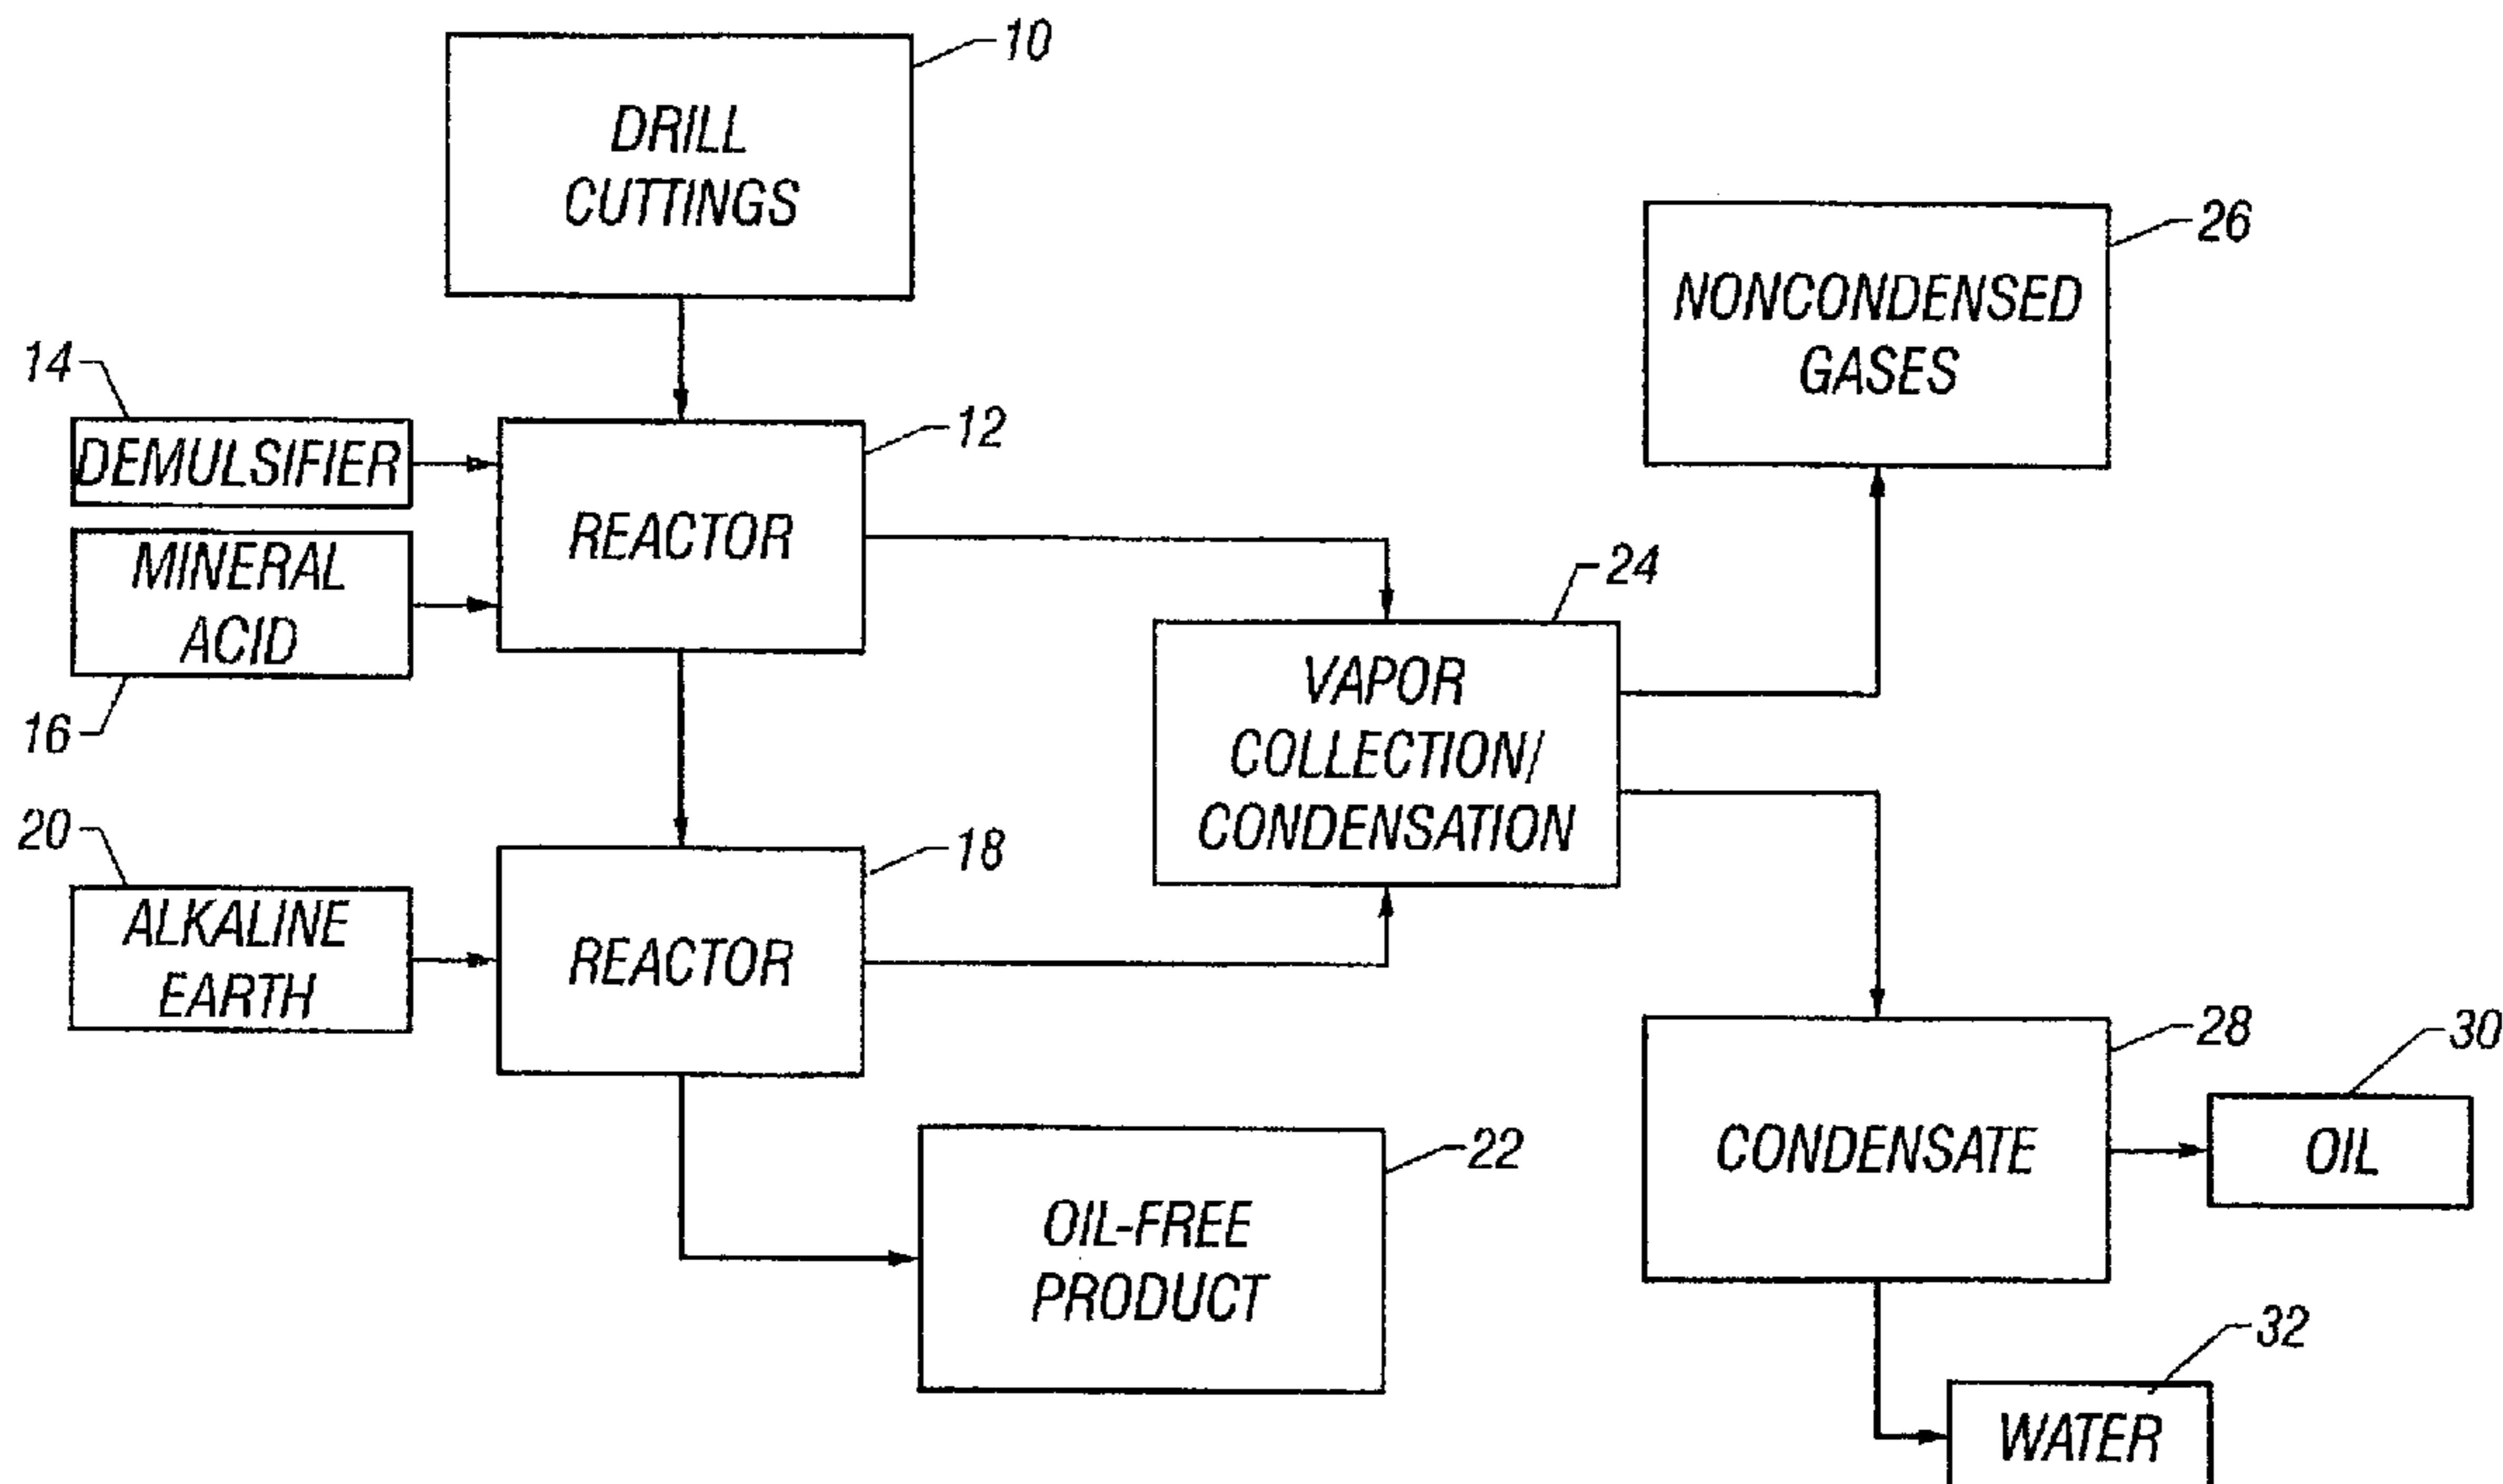 10
DRILL
CUTTINGS
26
NONCONDENSED
GASES
14
DEMULSIFIER
12
REACTOR
MINERAL
ACID
16
24
VAPOR
COLLECTION/
CONDENSATION
20
ALKALINE
EARTH
18
REACTOR
28
CONDENSATE
30
OIL
22
OIL-FREE
PRODUCT
32
WATER